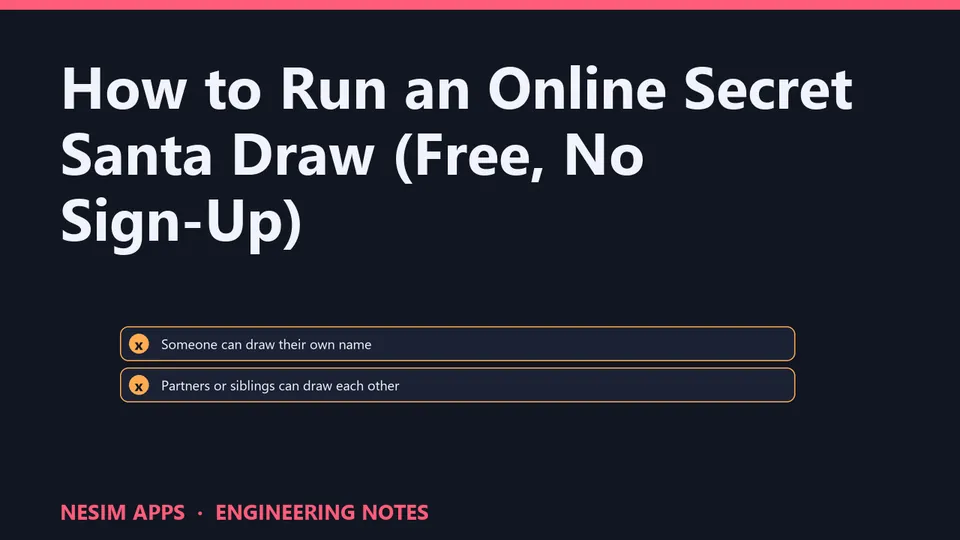 How to Run an Online Secret
Santa Draw (Free, No
Sign-Up)
x Someone can draw their own name
x Partners or siblings can draw each other
NESIM APPS · ENGINEERING NOTES